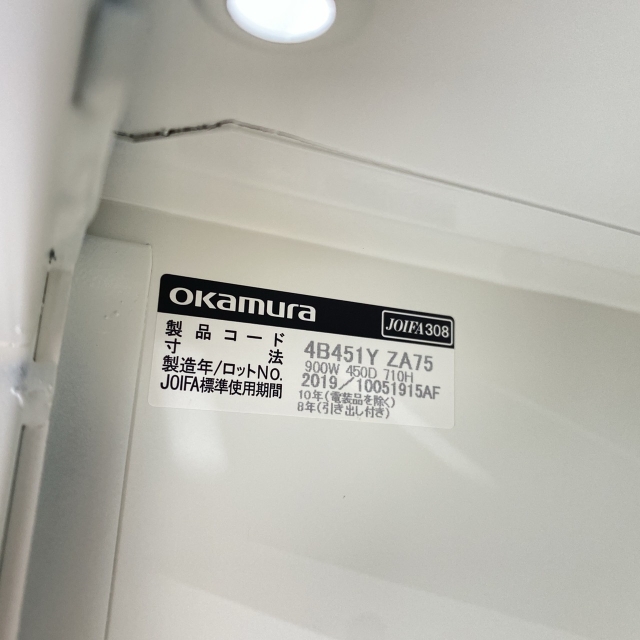 okamura JOIFA308
製品コード 4B451Y ZA75
寸法 900W 450D 710H
製造年/ロットNO. 2019/10051915AF
JOIFA標準使用期間 10年(電装品を除く)
8年(引き出し付き)